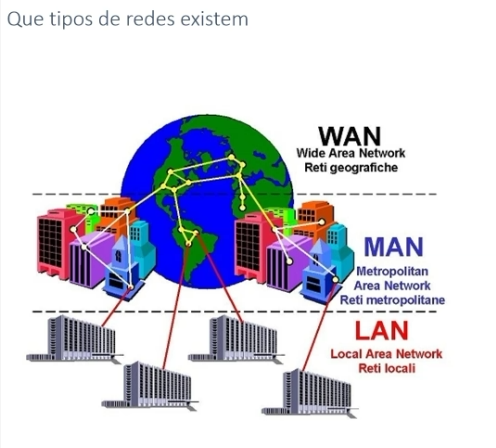 Que tipos de redes existem
WAN
Wide Area Network
Reti geografiche
MAN
Metropolitan
Area Network
Reti metropolitane
LAN
Local Area Network
Reti locali